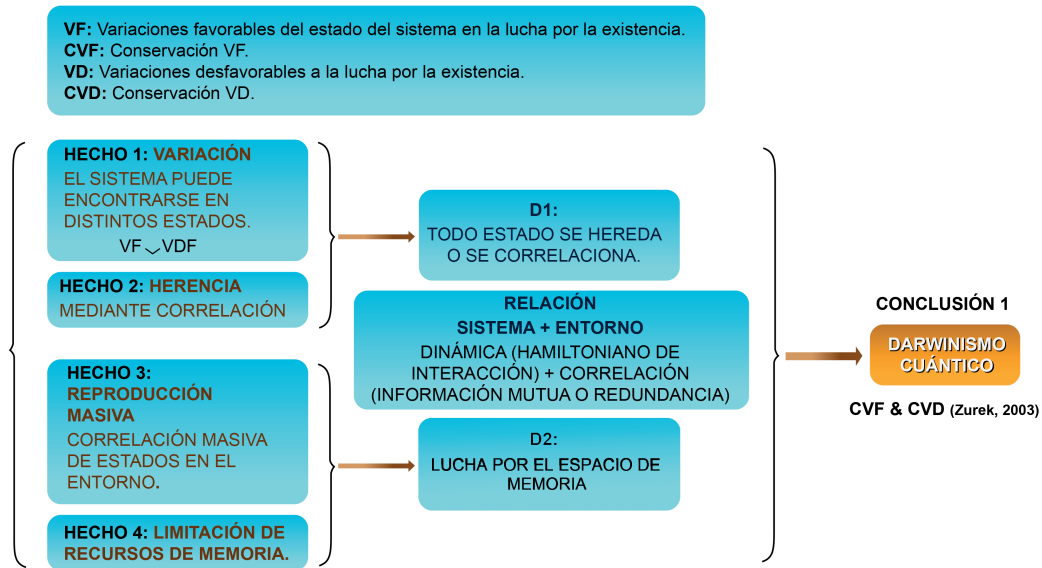 VF: Variaciones favorables del estado del sistema en la lucha por la existencia.
CVF: Conservación VF.
VD: Variaciones desfavorables a la lucha por la existencia.
CVD: Conservación VD.
HECHO 1: VARIACIÓN
EL SISTEMA PUEDE
ENCONTRARSE EN
DISTINTOS ESTADOS.
VF VDF
HECHO 2: HERENCIA
MEDIANTE CORRELACIÓN
HECHO 3:
REPRODUCCIÓN
MASIVA
CORRELACIÓN MASIVA
DE ESTADOS EN EL
ENTORNO.
HECHO 4: LIMITACIÓN DE
RECURSOS DE MEMORIA.
D1:
TODO ESTADO SE HEREDA
O SE CORRELACIONA.
RELACIÓN
SISTEMA + ENTORNO
DINÁMICA (HAMILTONIANO DE
INTERACCIÓN) + CORRELACIÓN
(INFORMACIÓN MUTUA O REDUNDANCIA)
D2:
LUCHA POR EL ESPACIO DE
MEMORIA
CONCLUSIÓN 1
DARWINISMO
CUÁNTICO
CVF & CVD (Zurek, 2003)